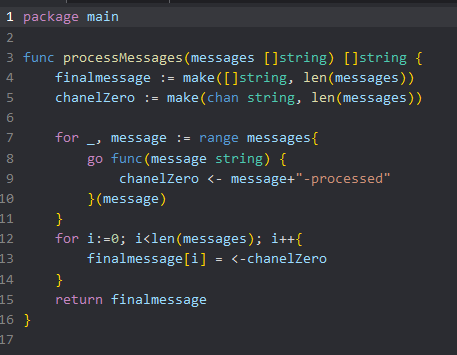 1 package main
2
3 func processMessages(messages []string) []string {
4     finalmessage := make([]string, len(messages))
5     chanelZero := make(chan string, len(messages))
6
7     for _, message := range messages{
8         go func(message string) {
9             chanelZero <- message+"-processed"
10         }(message)
11     }
12     for i:=0; i<len(messages); i++{
13         finalmessage[i] = <-chanelZero
14     }
15     return finalmessage
16 }
17